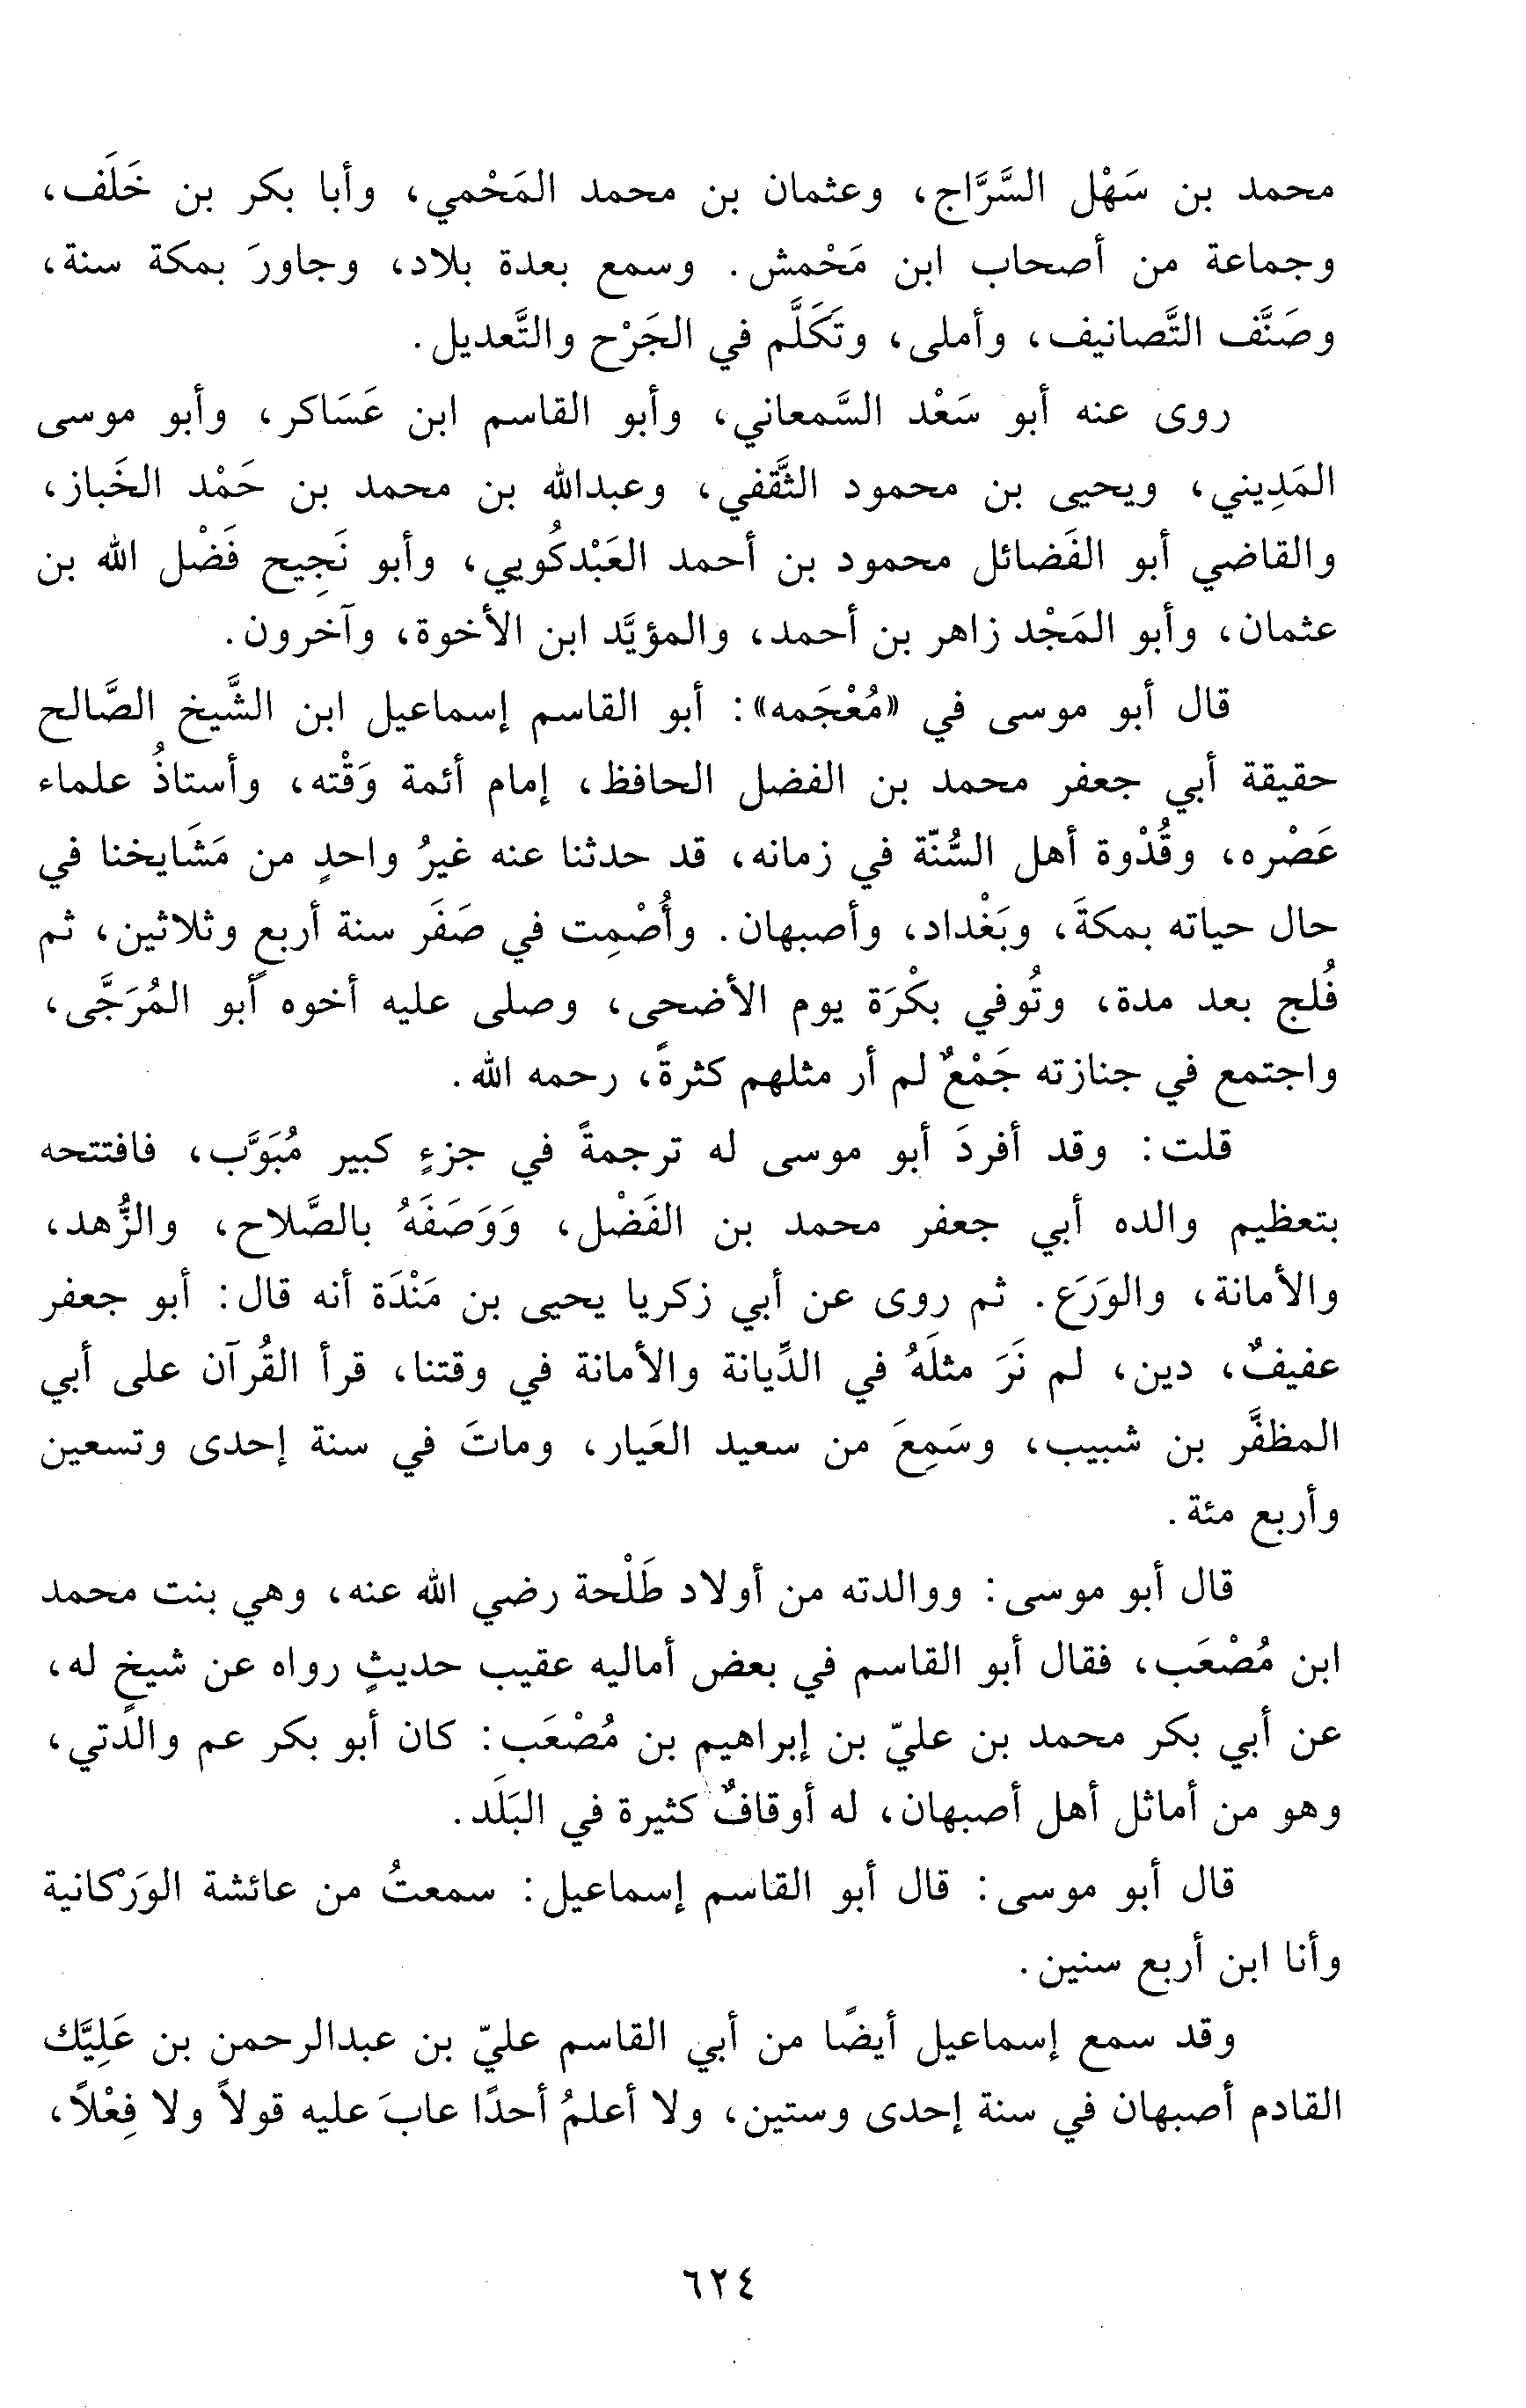 محمد بن سَهْل السَّرَّاج، وعثمان بن محمد المَحْمي، وأبا بكر بن خَلَف،
وجماعة من أصحاب ابن مَحْمش. وسمع بعدة بلاد، وجاورَ بمكة سنة،
وصَنَّف التَّصانيف، وأملى، وتَكَلَّم في الجَرْح والتَّعديل.
روى عنه أبو سَعْد السَّمعاني، وأبو القاسم ابن عَسَاكر، وأبو موسى
المَدِيني، ويحيى بن محمود الثَّقفي، وعبدالله بن محمد بن حَمْد الخَباز،
والقاضي أبو الفَضائل محمود بن أحمد العَبْدكُويي، وأبو نَجِيح فَضْل الله بن
عثمان، وأبو المَجْد زاهر بن أحمد، والمؤيَّد ابن الأخوة، وآخرون.
قال أبو موسى في «مُعْجَمه»: أبو القاسم إسماعيل ابن الشَّيخ الصَّالح
حقيقة أبي جعفر محمد بن الفضل الحافظ، إمام أئمة وَقْته، وأستاذُ علماء
عَصْره، وقُدْوة أهل السُّنّة في زمانه، قد حدثنا عنه غيرُ واحدٍ من مَشَايخنا في
حال حياته بمكةَ، وبَغْداد، وأصبهان. وأُصْمِت في صَفَر سنة أربعٍ وثلاثين، ثم
فُلج بعد مدة، وتُوفي بكْرَة يوم الأضحى، وصلى عليه أخوه أبو المُرَجَّى،
واجتمع في جنازته جَمْعٌ لم أر مثلهم كثرةً، رحمه الله.
قلت: وقد أفردَ أبو موسى له ترجمةً في جزءٍ كبير مُبَوَّب، فافتتحه
بتعظيم والده أبي جعفر محمد بن الفَضْل، وَوَصَفَهُ بالصَّلاح، والزُّهد،
والأمانة، والوَرَع. ثم روى عن أبي زكريا يحيى بن مَنْدَة أنه قال: أبو جعفر
عفيفٌ، دين، لم نَرَ مثلَهُ في الدِّيانة والأمانة في وقتنا، قرأ القُرآن على أبي
المظفَّر بن شبيب، وسَمِعَ من سعيد العَيار، وماتَ في سنة إحدى وتسعين
وأربع مئة.
قال أبو موسى: ووالدته من أولاد طَلْحة رضي الله عنه، وهي بنت محمد
ابن مُصْعَب، فقال أبو القاسم في بعض أماليه عقيب حديثٍ رواه عن شيخٍ له،
عن أبي بكر محمد بن عليّ بن إبراهيم بن مُصْعَب: كان أبو بكر عم والدتي،
وهو من أماثل أهل أصبهان، له أوقافٌ كثيرة في البَلَد.
قال أبو موسى: قال أبو القاسم إسماعيل: سمعتُ من عائشة الوَرْكانية
وأنا ابن أربع سنين.
وقد سمع إسماعيل أيضًا من أبي القاسم عليّ بن عبدالرحمن بن عَلِيَّك
القادم أصبهان في سنة إحدى وستين، ولا أعلمُ أحدًا عابَ عليه قولاً ولا فِعْلاً،
٦٢٤